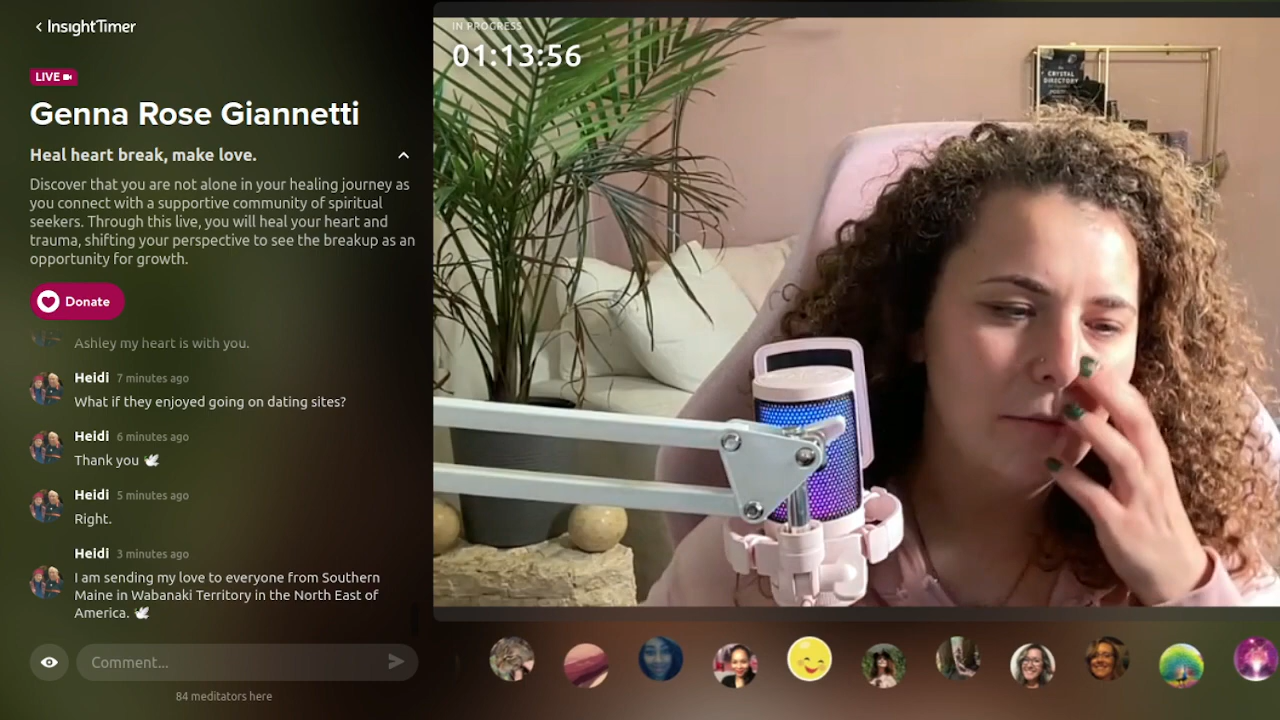 InsightTimer
LIVE
Genna Rose Giannetti
Heal heart break, make love.
Discover that you are not alone in your healing journey as
you connect with a supportive community of spiritual
seekers. Through this live, you will heal your heart and
trauma, shifting your perspective to see the breakup as an
opportunity for growth.
Donate
Ashley my heart is with you.
Heidi 7 minutes ago
What if they enjoyed going on dating sites?
Heidi 6 minutes ago
Thank you 🕊️
Heidi 5 minutes ago
Right.
Heidi 3 minutes ago
I am sending my love to everyone from Southern
Maine in Wabanaki Territory in the North East of
America. 🕊️
Comment...
84 meditators here
IN PROGRESS
01:13:56
CRYSTAL
DIRECTORY